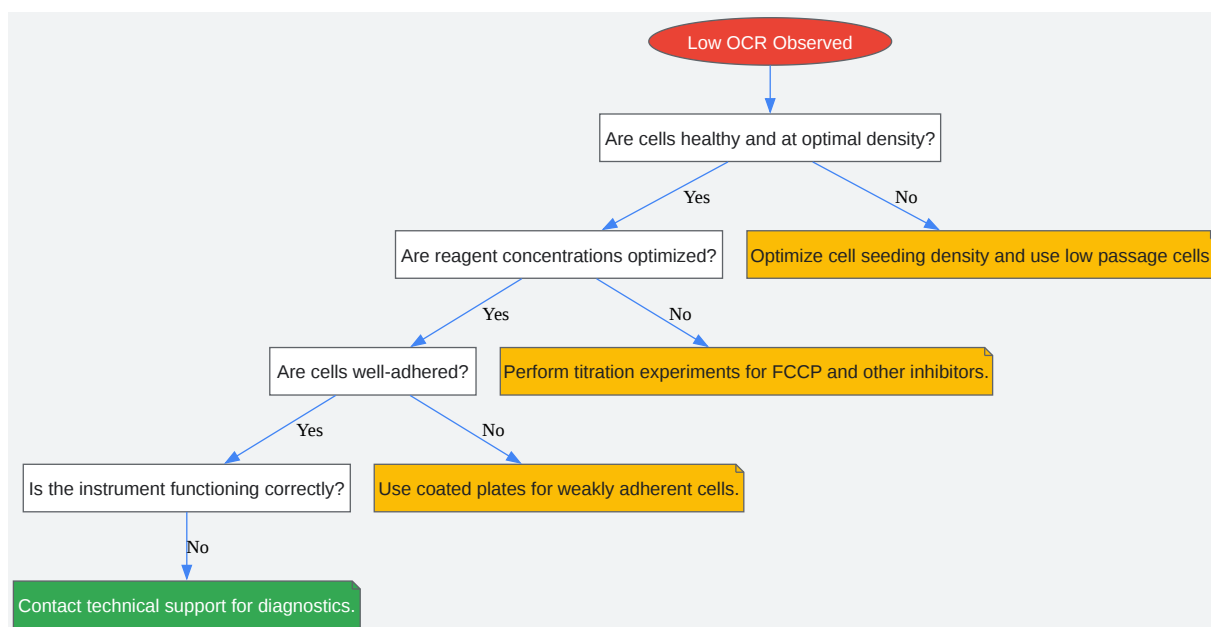 Low OCR Observed
Are cells healthy and at optimal density?
Yes
No
Are reagent concentrations optimized?
Optimize cell seeding density and use low passage cells
Yes
No
Are cells well-adhered?
Perform titration experiments for FCCP and other inhibitors.
Yes
No
Is the instrument functioning correctly?
Use coated plates for weakly adherent cells.
No
Contact technical support for diagnostics.